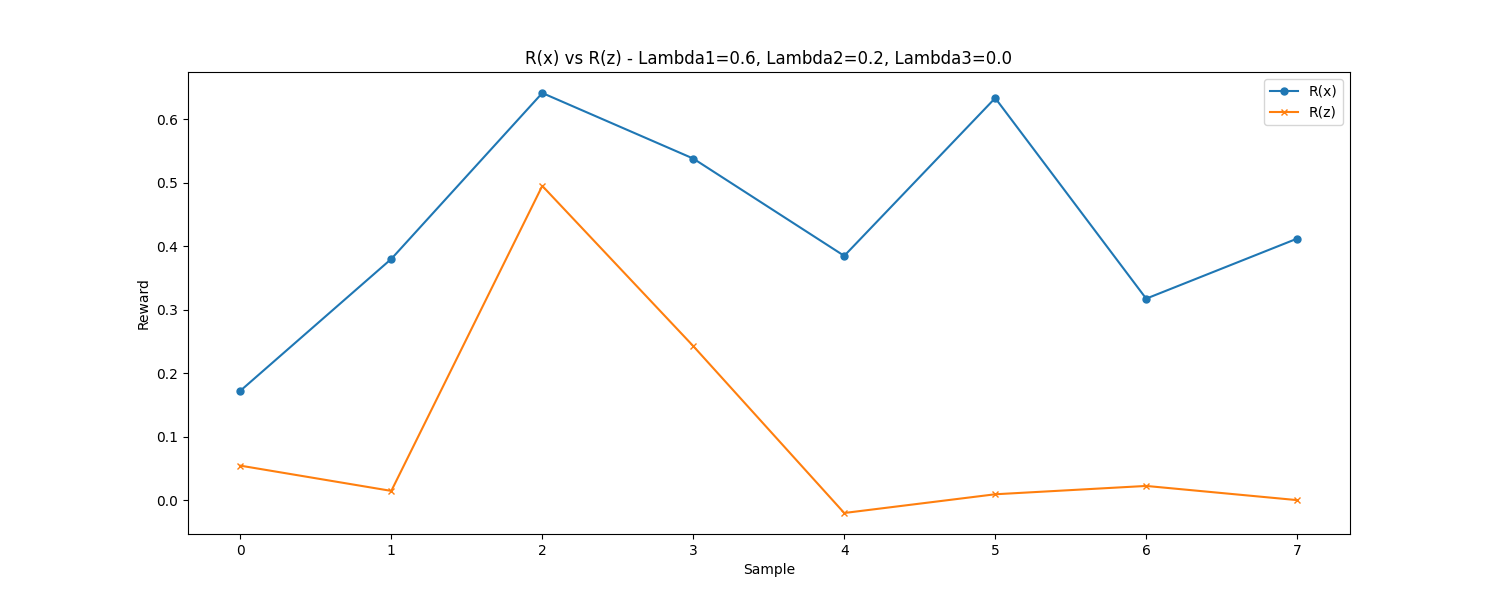 R(x) vs R(z) - Lambda1=0.6, Lambda2=0.2, Lambda3=0.0
R(x)
R(z)
Reward
0.6
0.5
0.4
0.3
0.2
0.1
0.0
0 1 2 3 4 5 6 7
Sample